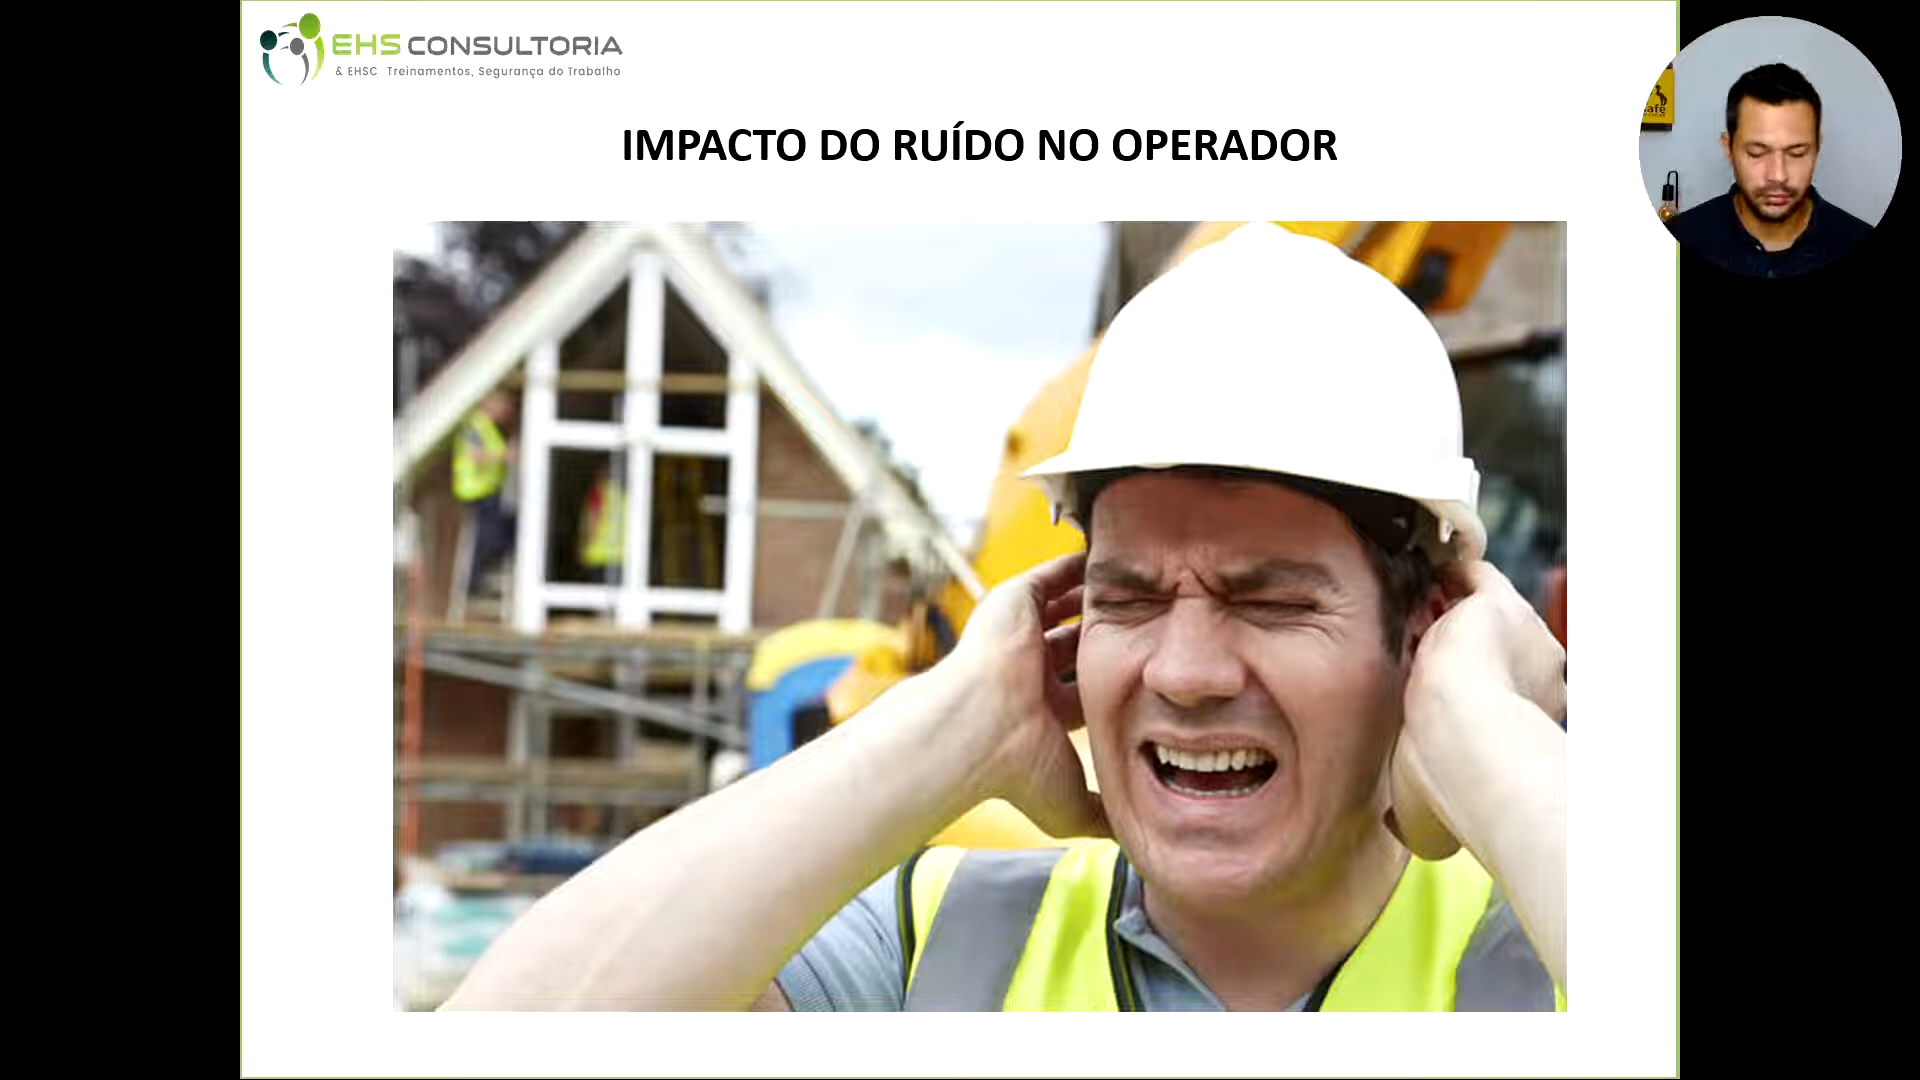 EHS CONSULTORIA
& EHSC Treinamentos, Segurança do Trabalho
IMPACTO DO RUÍDO NO OPERADOR